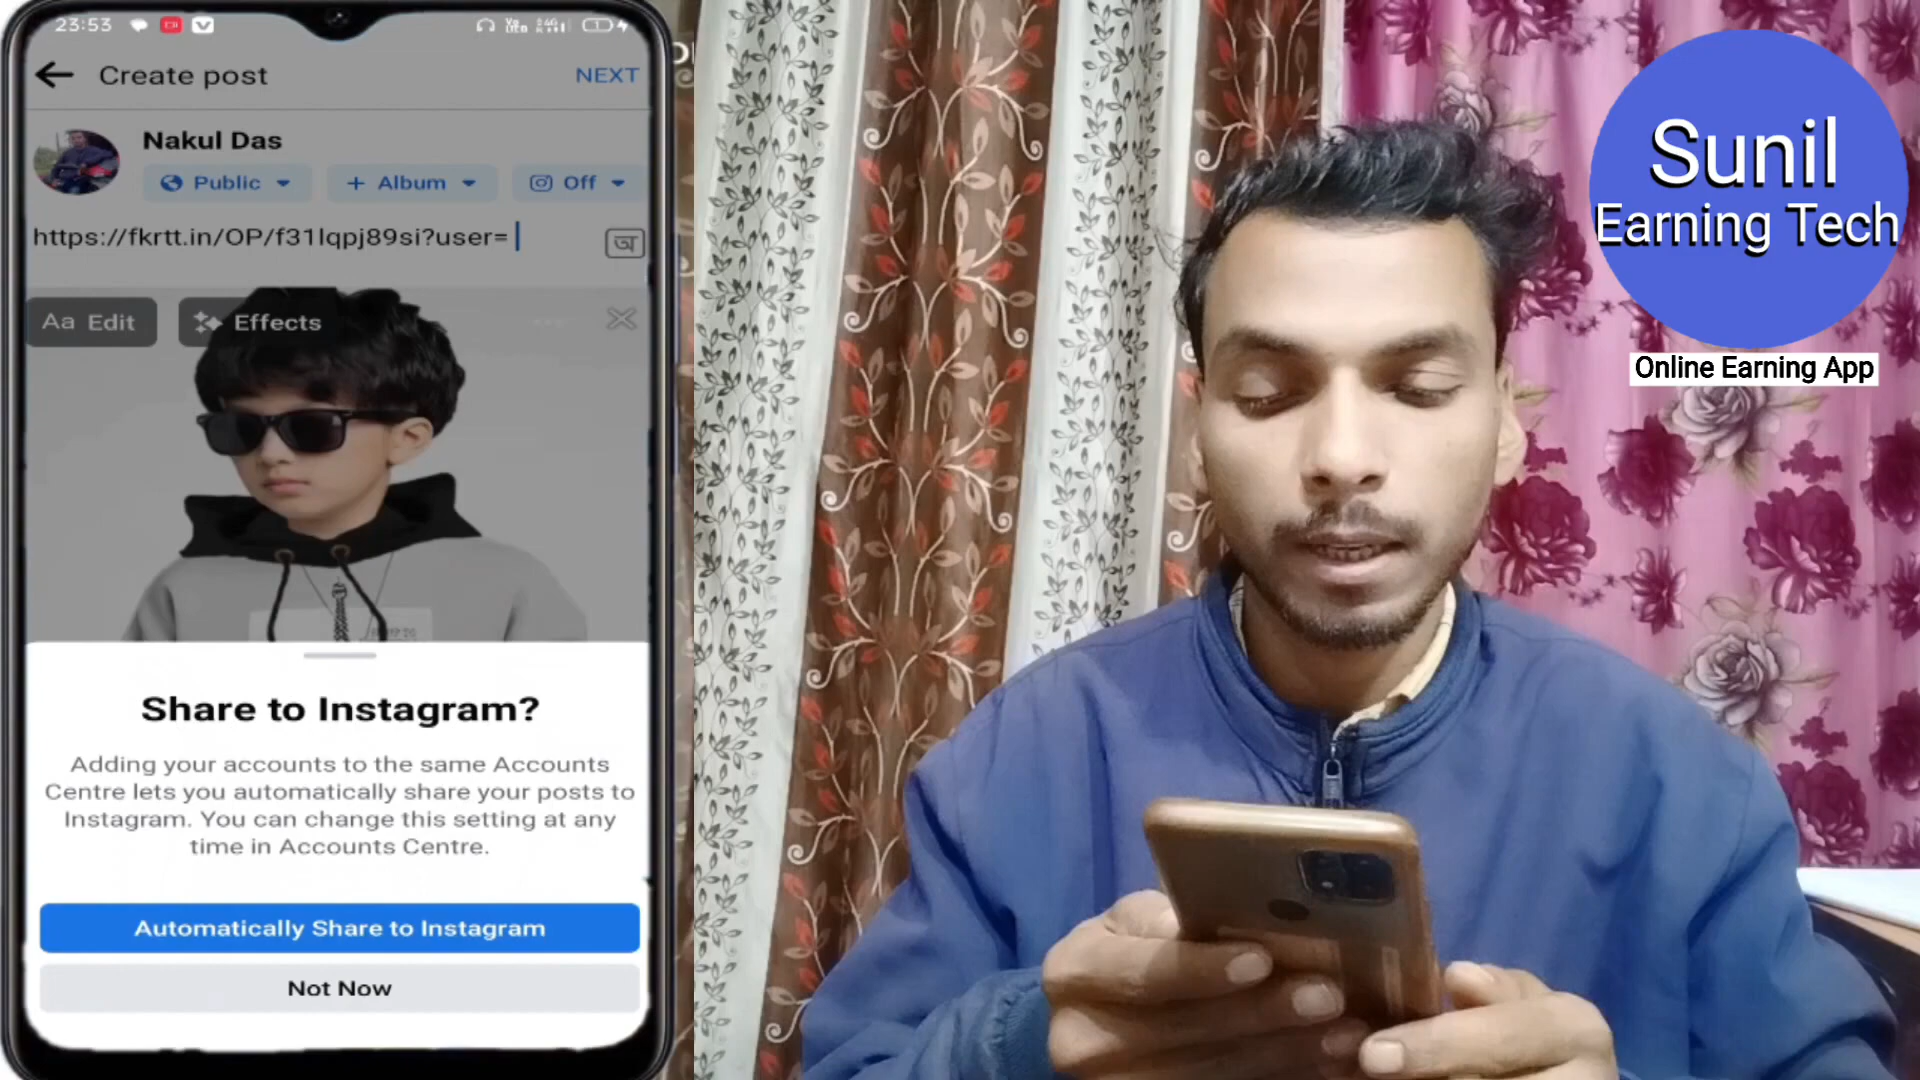 23:53
Create post
NEXT
Nakul Das
Public
+ Album
Off
https://fkrtt.in/OP/f31lqpj89si?user=
অ
Aa Edit
Effects
Share to Instagram?
Adding your accounts to the same Accounts
Centre lets you automatically share your posts to
Instagram. You can change this setting at any
time in Accounts Centre.
Automatically Share to Instagram
Not Now
Sunil
Earning Tech
Online Earning App